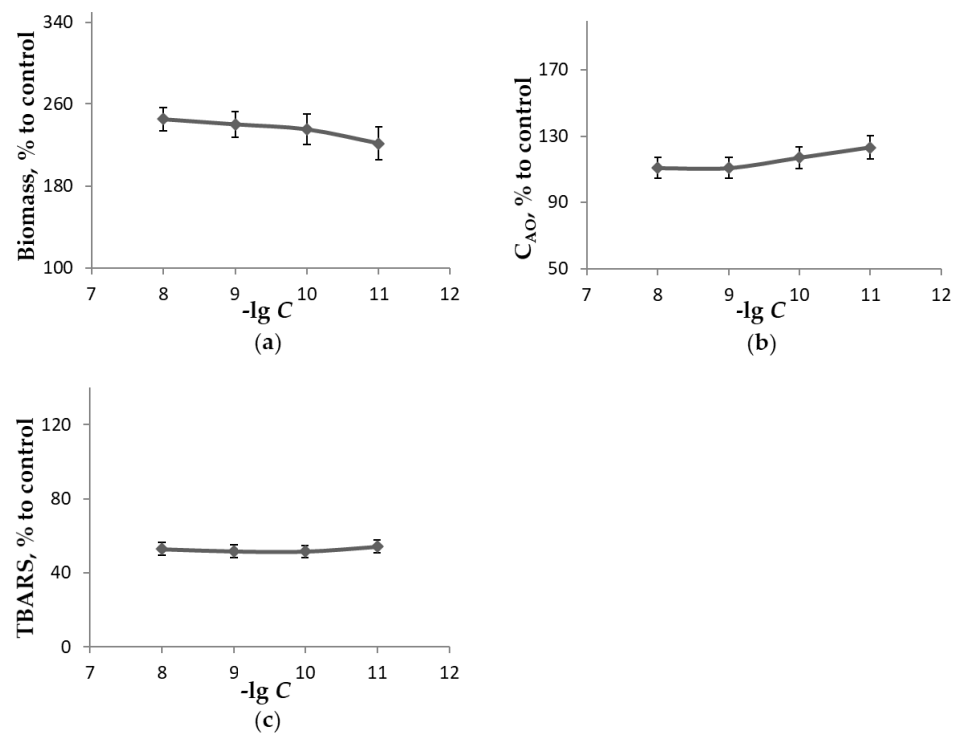 Biomass, % to control
340
260
180
100
7 8 9 10 11 12
-lg C
(a)
C_AO, % to control
170
130
90
50
7 8 9 10 11 12
-lg C
(b)
TBARS, % to control
120
80
40
0
7 8 9 10 11 12
-lg C
(c)